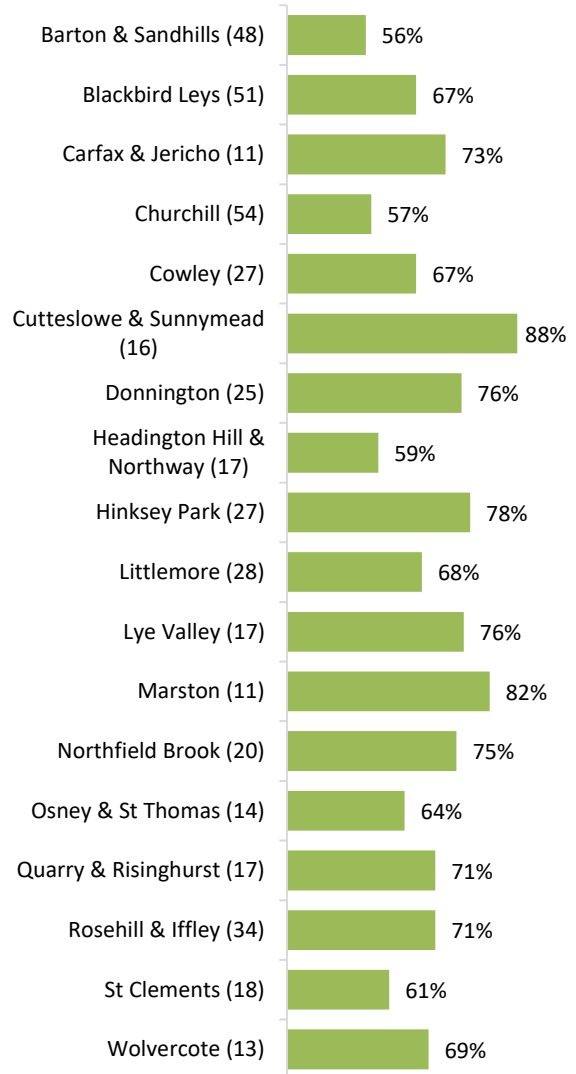 Barton & Sandhills (48) 56%
Blackbird Leys (51) 67%
Carfax & Jericho (11) 73%
Churchill (54) 57%
Cowley (27) 67%
Cutteslowe & Sunnymead
(16) 88%
Donnington (25) 76%
Headington Hill &
Northway (17) 59%
Hinksey Park (27) 78%
Littlemore (28) 68%
Lye Valley (17) 76%
Marston (11) 82%
Northfield Brook (20) 75%
Osney & St Thomas (14) 64%
Quarry & Risinghurst (17) 71%
Rosehill & Iffley (34) 71%
St Clements (18) 61%
Wolvercote (13) 69%